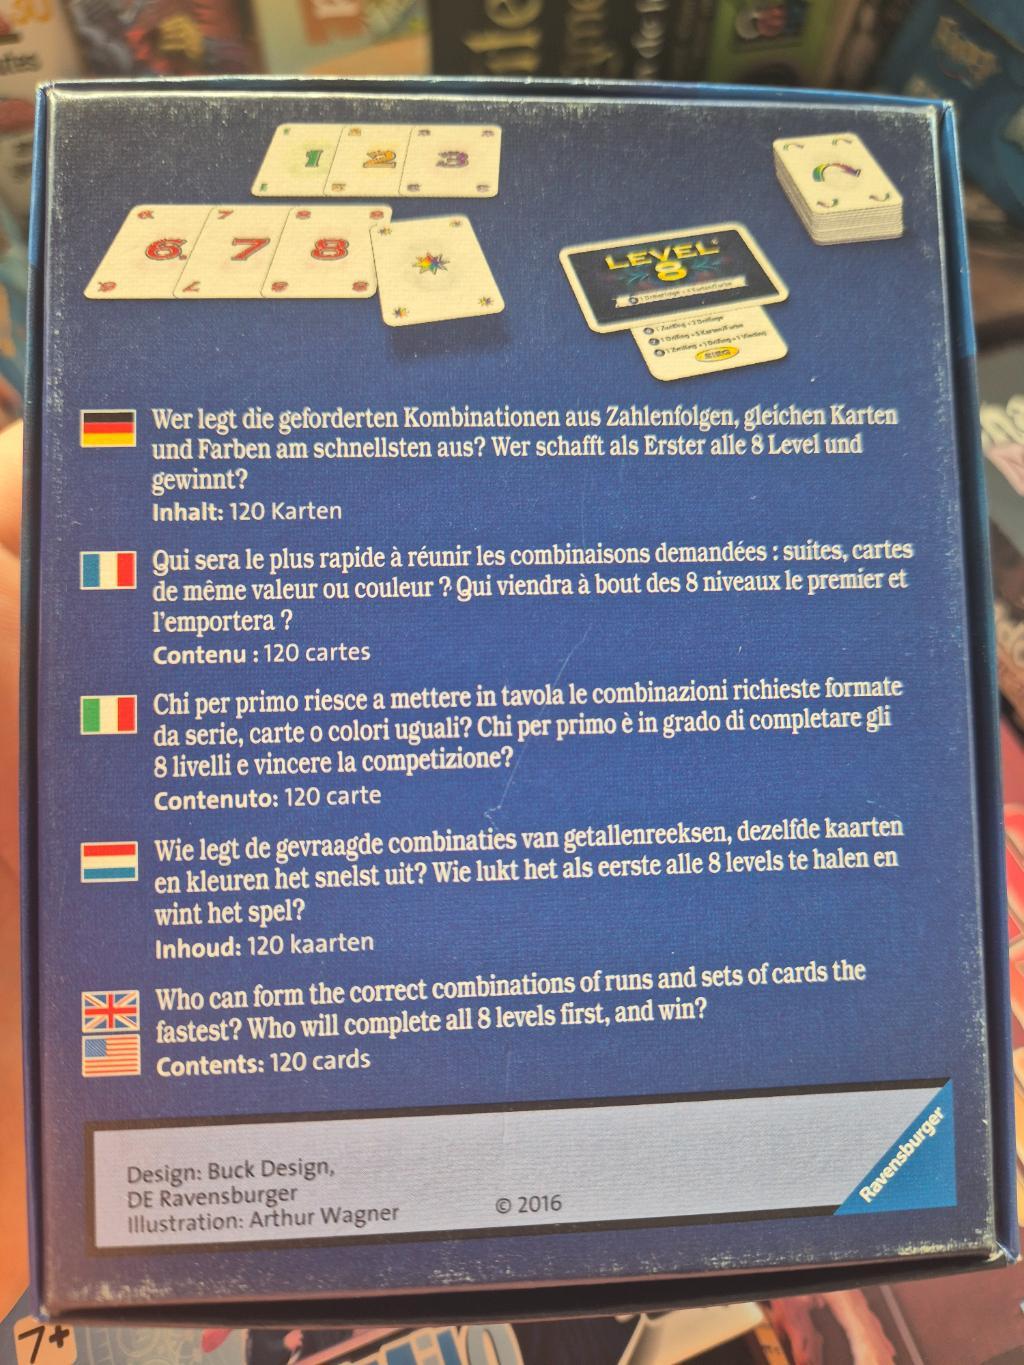 1 2 3
6. 7 8
LEVEL 8
Wer legt die geforderten Kombinationen aus Zahlenfolgen, gleichen Karten
und Farben am schnellsten aus? Wer schafft als Erster alle 8 Level und
gewinnt?
Inhalt: 120 Karten
Qui sera le plus rapide à réunir les combinaisons demandées : suites, cartes
de même valeur ou couleur ? Qui viendra à bout des 8 niveaux le premier et
l'emportera ?
Contenu : 120 cartes
Chi per primo riesce a mettere in tavola le combinazioni richieste formate
da serie, carte o colori uguali? Chi per primo è in grado di completare gli
8 livelli e vincere la competizione?
Contenuto: 120 carte
Wie legt de gevraagde combinaties van getallenreeksen, dezelfde kaarten
en kleuren het snelst uit? Wie lukt het als eerste alle 8 levels te halen en
wint het spel?
Inhoud: 120 kaarten
Who can form the correct combinations of runs and sets of cards the
fastest? Who will complete all 8 levels first, and win?
Contents: 120 cards
Design: Buck Design,
DE Ravensburger
Illustration: Arthur Wagner
© 2016
Ravensburger
7+